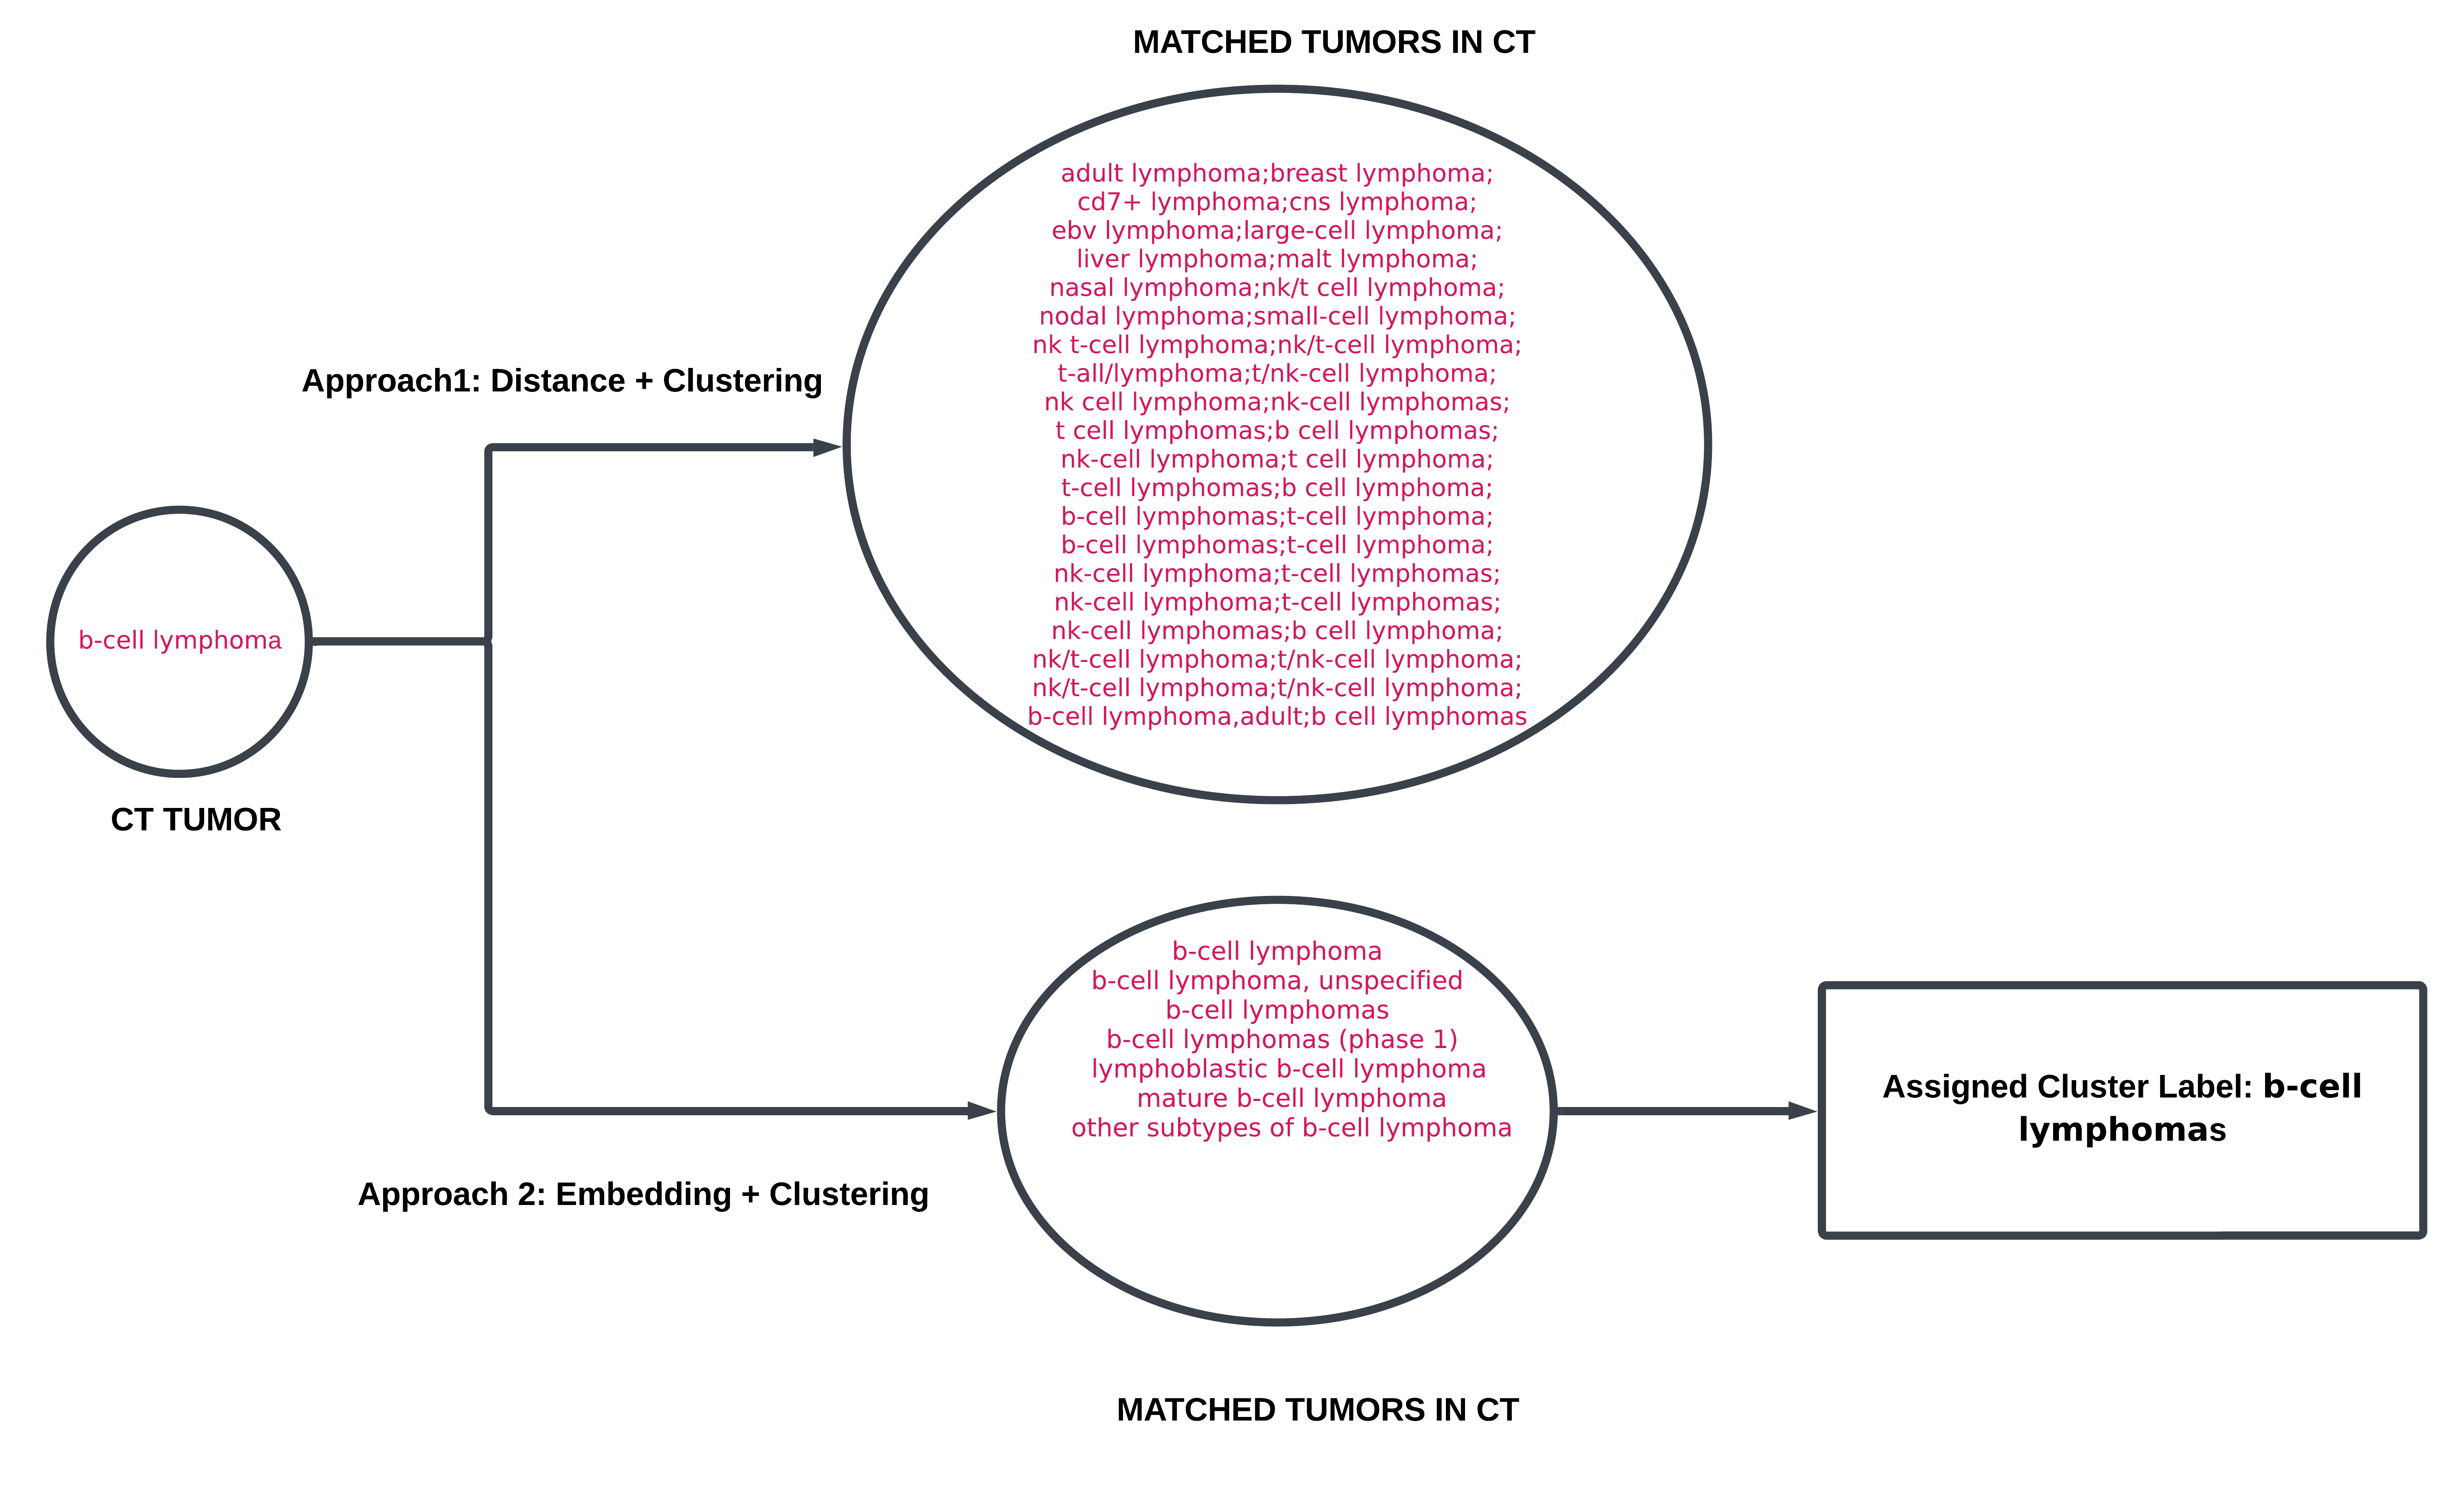 MATCHED TUMORS IN CT
adult lymphoma;breast lymphoma;
cd7+ lymphoma;cns lymphoma;
ebv lymphoma;large-cell lymphoma;
liver lymphoma;malt lymphoma;
nasal lymphoma;nk/t cell lymphoma;
nodal lymphoma;small-cell lymphoma;
nk t-cell lymphoma;nk/t-cell lymphoma;
t-all/lymphoma;t/nk-cell lymphoma;
nk cell lymphoma;nk-cell lymphomas;
t cell lymphomas;b cell lymphomas;
nk-cell lymphoma;t cell lymphoma;
t-cell lymphomas;b cell lymphoma;
b-cell lymphomas;t-cell lymphoma;
b-cell lymphomas;t-cell lymphoma;
nk-cell lymphoma;t-cell lymphomas;
nk-cell lymphoma;t-cell lymphomas;
nk-cell lymphomas;b cell lymphoma;
nk/t-cell lymphoma;t/nk-cell lymphoma;
nk/t-cell lymphoma;t/nk-cell lymphoma;
b-cell lymphoma,adult;b cell lymphomas
Approach1: Distance + Clustering
b-cell lymphoma
CT TUMOR
b-cell lymphoma
b-cell lymphoma, unspecified
b-cell lymphomas
b-cell lymphomas (phase 1)
lymphoblastic b-cell lymphoma
mature b-cell lymphoma
other subtypes of b-cell lymphoma
Assigned Cluster Label: b-cell
lymphomas
Approach 2: Embedding + Clustering
MATCHED TUMORS IN CT